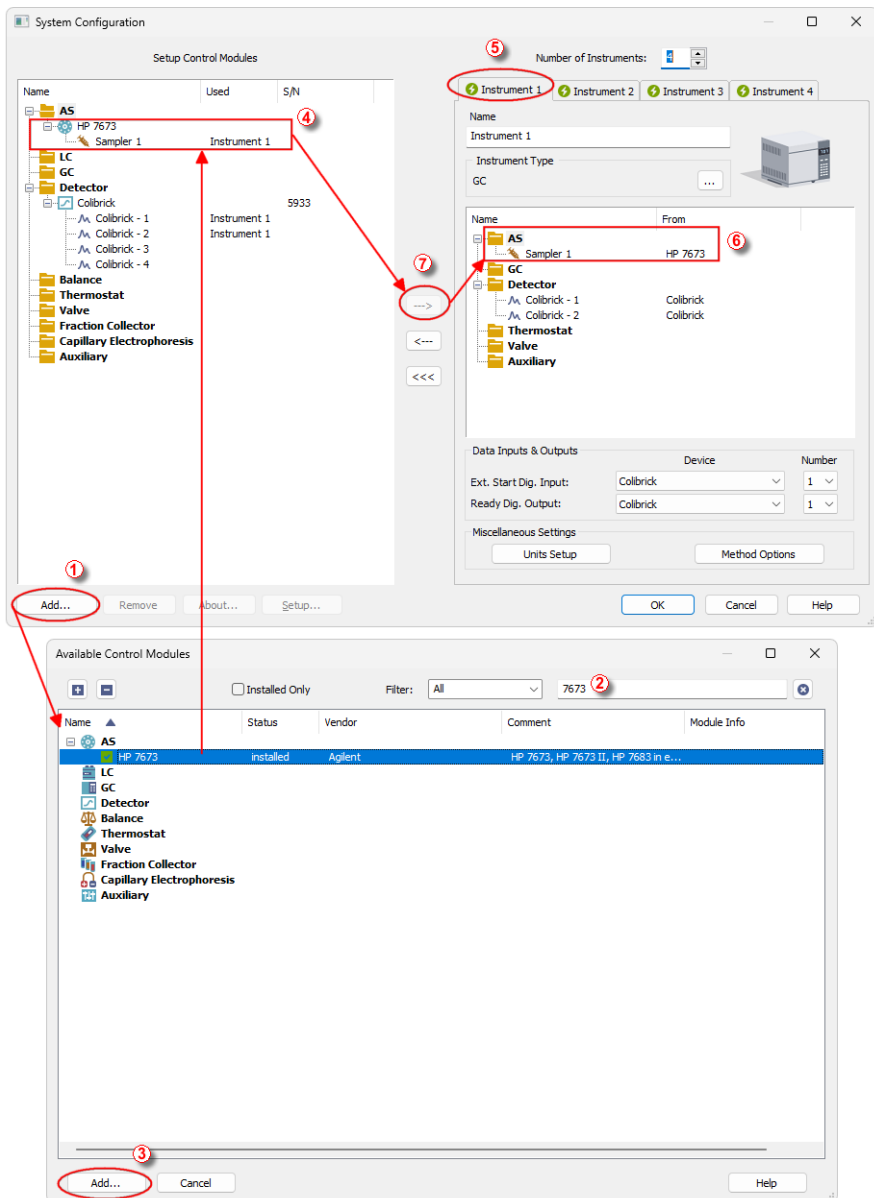 System Configuration
Setup Control Modules
⑤
Number of Instruments: 4
Name Used S/N
AS
HP 7673
④
Sampler 1 Instrument 1
LC
GC
Detector
Colibrick 5933
Colibrick - 1 Instrument 1
Colibrick - 2 Instrument 1
Colibrick - 3
Colibrick - 4
Balance
Thermostat
Valve
Fraction Collector
Capillary Electrophoresis
Auxiliary
⑦
--->
<---
<<<
Instrument 1 Instrument 2 Instrument 3 Instrument 4
Name
Instrument 1
Instrument Type
GC ...
Name From
AS
⑥
Sampler 1 HP 7673
GC
Detector
Colibrick - 1 Colibrick
Colibrick - 2 Colibrick
Thermostat
Valve
Auxiliary
Data Inputs & Outputs
Device Number
Ext. Start Dig. Input: Colibrick 1
Ready Dig. Output: Colibrick 1
Miscellaneous Settings
Units Setup Method Options
①
Add... Remove About... Setup... OK Cancel Help
Available Control Modules
Installed Only Filter: All 7673 ②
Name Status Vendor Comment Module Info
AS
HP 7673 installed Agilent HP 7673, HP 7673 II, HP 7683 in e...
LC
GC
Detector
Balance
Thermostat
Valve
Fraction Collector
Capillary Electrophoresis
Auxiliary
③
Add... Cancel Help